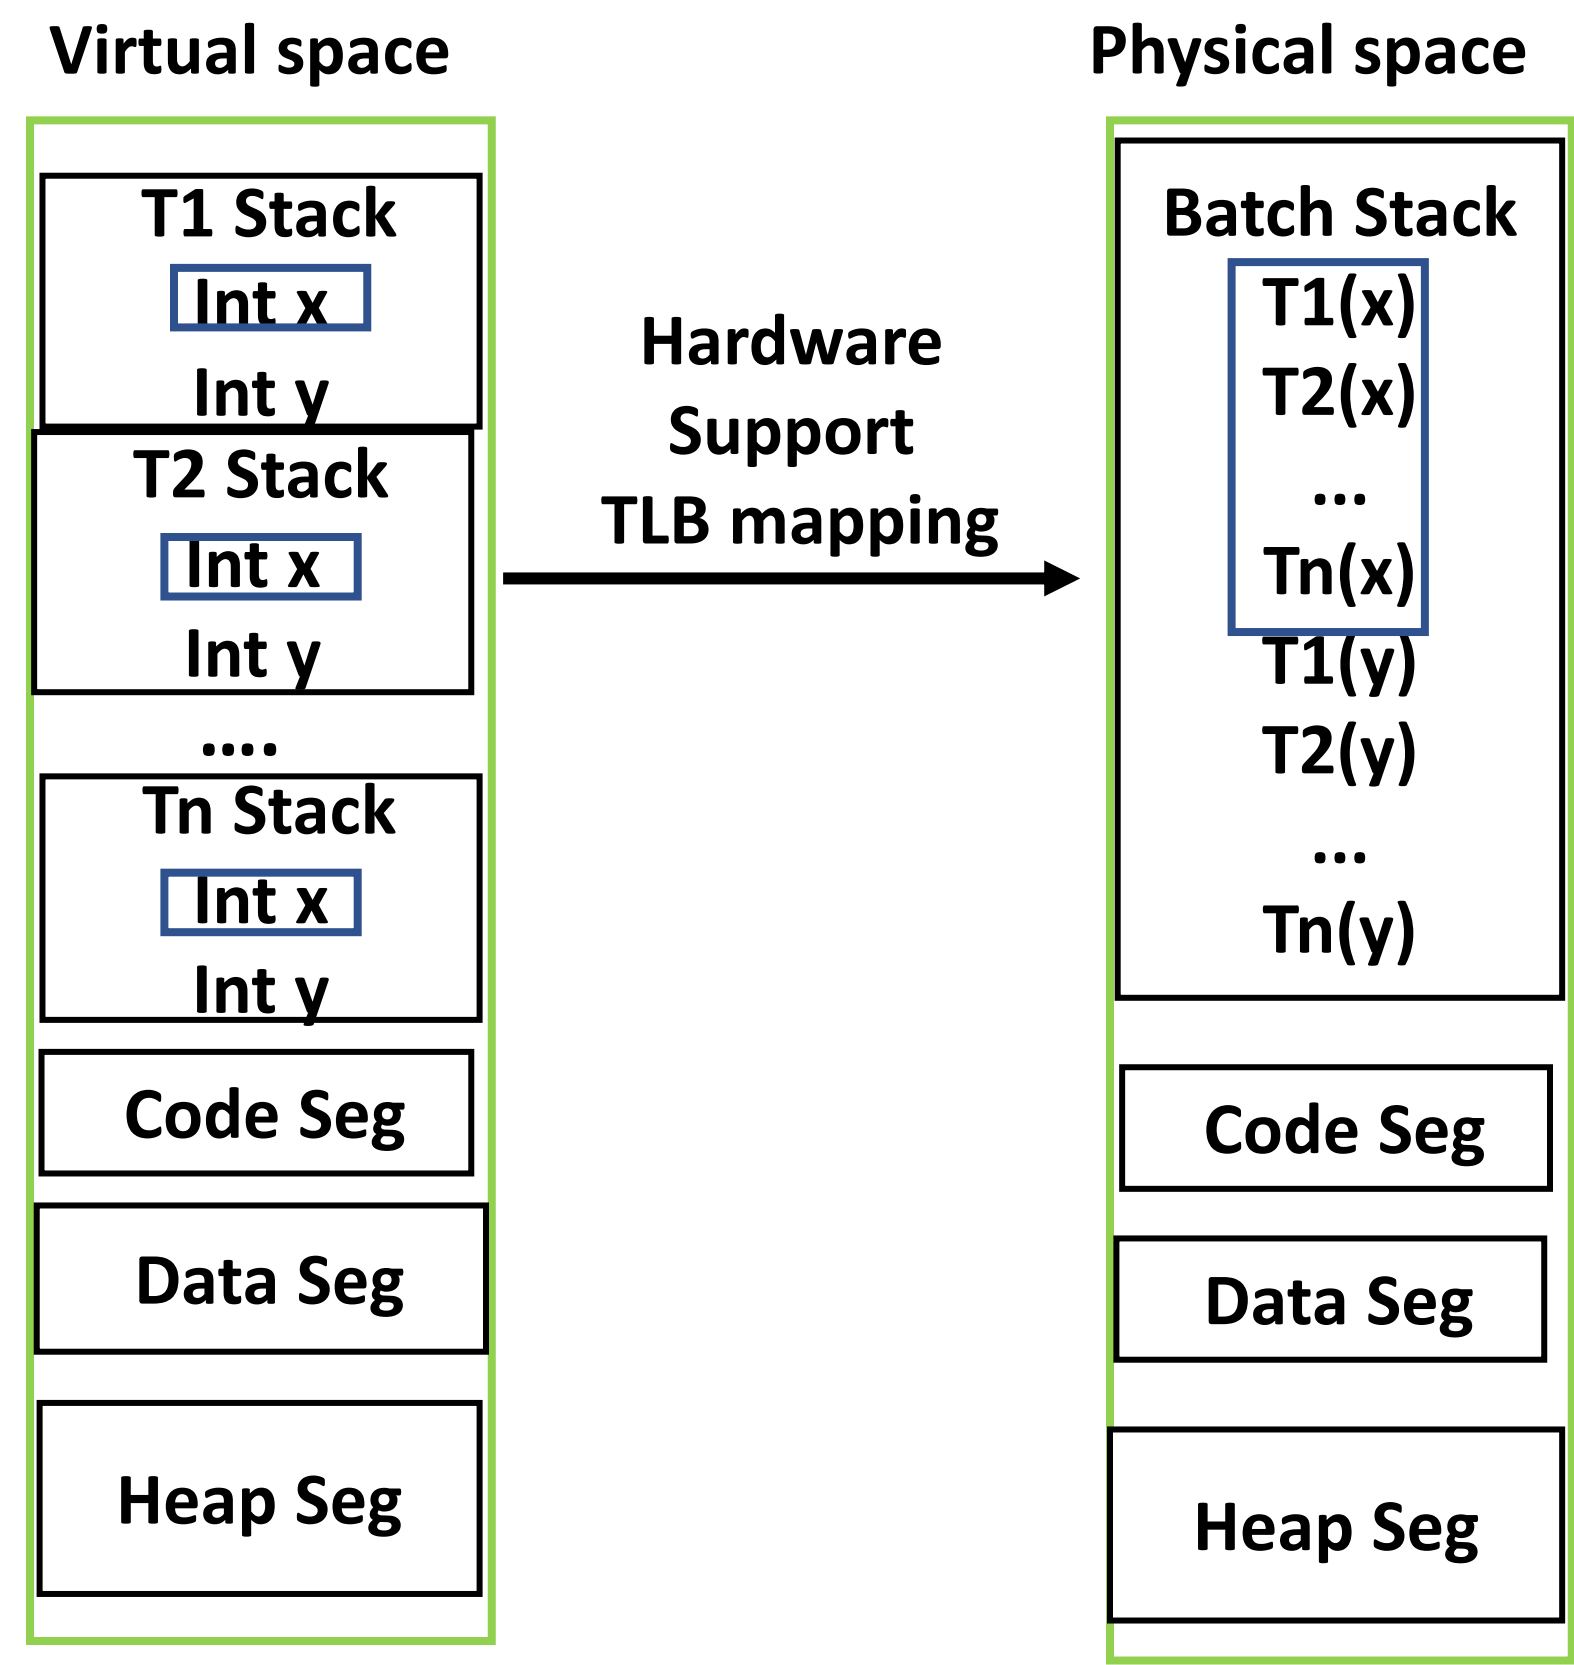 Virtual space
T1 Stack
Int x
Int y
T2 Stack
Int x
Int y
....
Tn Stack
Int x
Int y
Code Seg
Data Seg
Heap Seg
Hardware
Support
TLB mapping
Physical space
Batch Stack
T1(x)
T2(x)
...
Tn(x)
T1(y)
T2(y)
...
Tn(y)
Code Seg
Data Seg
Heap Seg